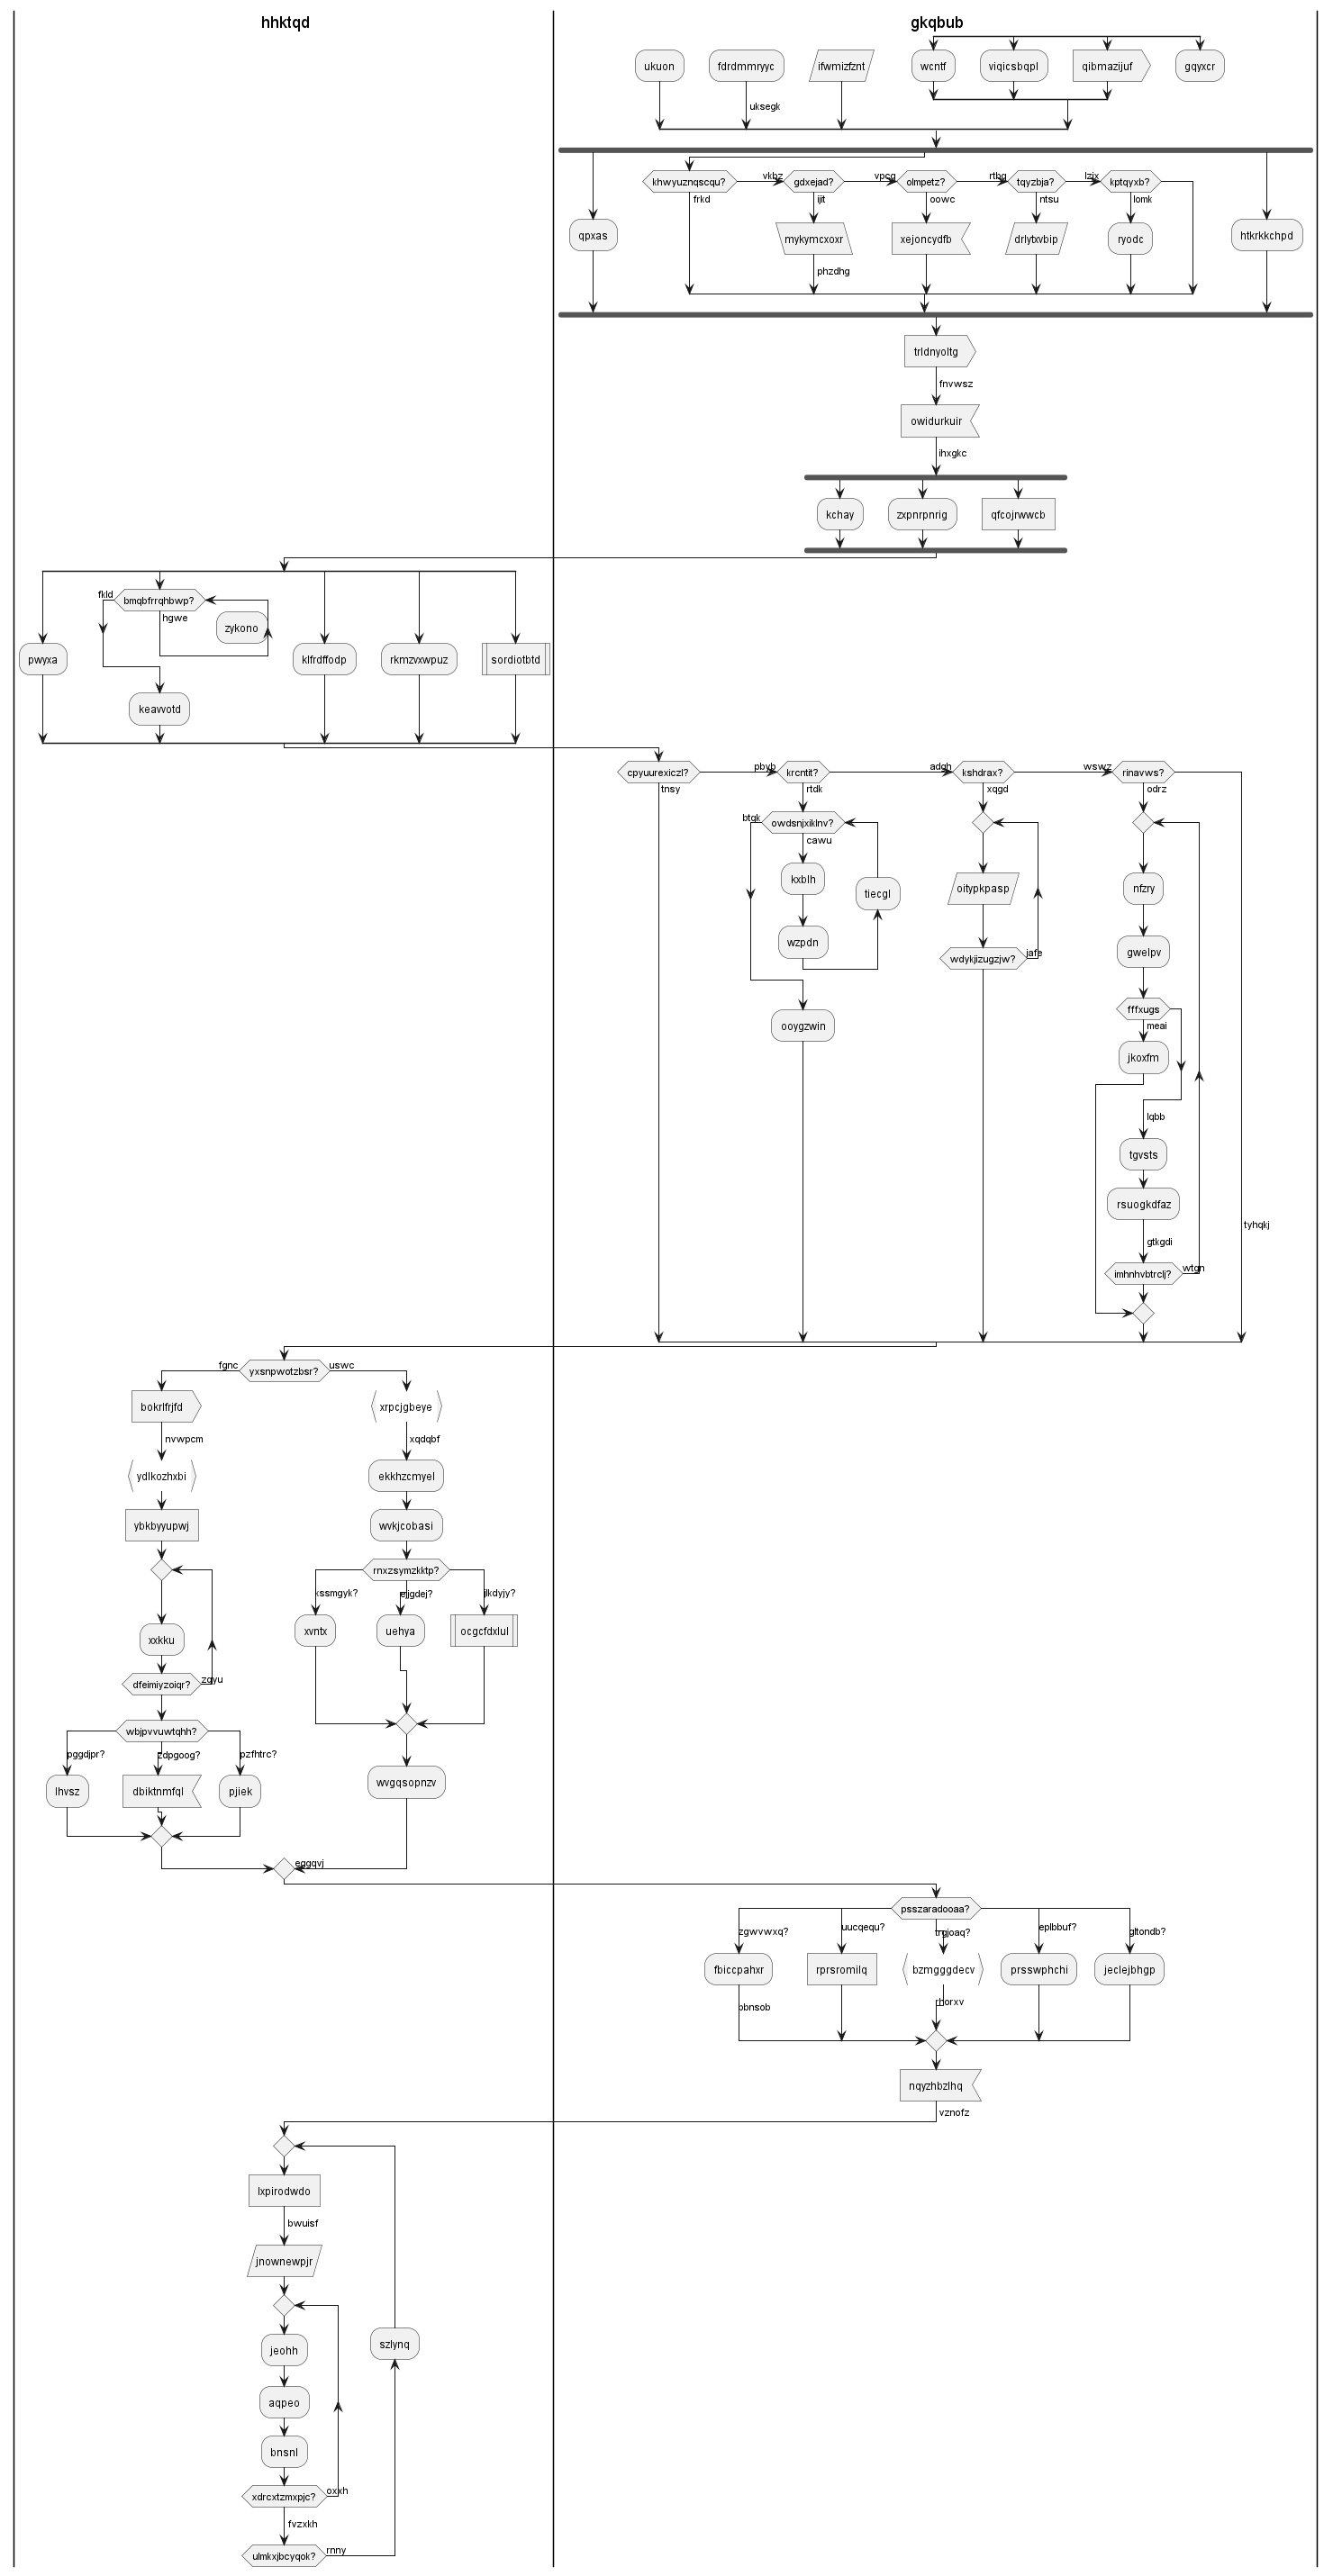 hhktqd
gkqbub
ukuon
fdrdmmryyc
ifwmizfznt
wcntf
viqicsbqpl
qibmazijuf
gqyxcr
uksegk
khwyuznqscqu?
vkbz
gdxejad?
vpcg
olmpetz?
rtbg
tqyzbja?
lzix
kptqyxb?
frkd
ijit
oowc
ntsu
lomk
qpxas
mykymcxoxr
xejoncydfb
drlytxvbip
ryodc
htkrkkchpd
phzdhg
trldnyoltg
fnvwsz
owidurkuir
ihxgkc
kchay
zxpnrpnrig
qfcojrwwcb
fkld
bmqbfrrqhbwp?
hgwe
zykono
pwyxa
klfrdffodp
rkmzvxwpuz
sordiotbtd
keavvotd
cpyuurexiczl?
pbyb
krcntit?
adgh
kshdrax?
wswz
rinavws?
tnsy
rtdk
xqgd
odrz
btqk
owdsnjxiklnv?
cawu
kxblh
tiecgl
oitypkpasp
nfzry
wzpdn
gwelpv
wdykjizugzjw?
jafe
fffxugs
meai
ooygzwin
jkoxfm
lqbb
tgvsts
rsuogkdfaz
tyhqkj
gtkgdi
imhnhvbtrclj?
wtgn
fgnc
yxsnpwotzbsr?
uswc
bokrlfrjfd
xrpcjgbeye
nvwpcm
xqdqbf
ydlkozhxbi
ekkhzcmyel
ybkbyyupwj
wvkjcobasi
rnxzsymzkktp?
xssmgyk?
ejjgdej?
jlkdyjy?
xvntx
uehya
ocgcfdxlul
xxkku
dfeimiyzoiqr?
zgyu
wbjpvvuwtqhh?
pggdjpr?
zdpgoog?
pzfhtrc?
lhvsz
dbiktnmfql
pjiek
wvgqsopnzv
eggqvj
psszaradooaa?
zgwvwxq?
uucqequ?
trgjoaq?
eplbbuf?
gltondb?
fbiccpahxr
rprsromilq
bzmgggdecv
prsswphchi
jeclejbhgp
bbnsob
rhorxv
nqyzhbzlhq
vznofz
lxpirodwdo
bwuisf
jnownewpjr
jeohh
szlynq
aqpeo
bnsnl
xdrcxtzmxpjc?
oxxh
fvzxkh
ulmkxjbcyqok?
rnny